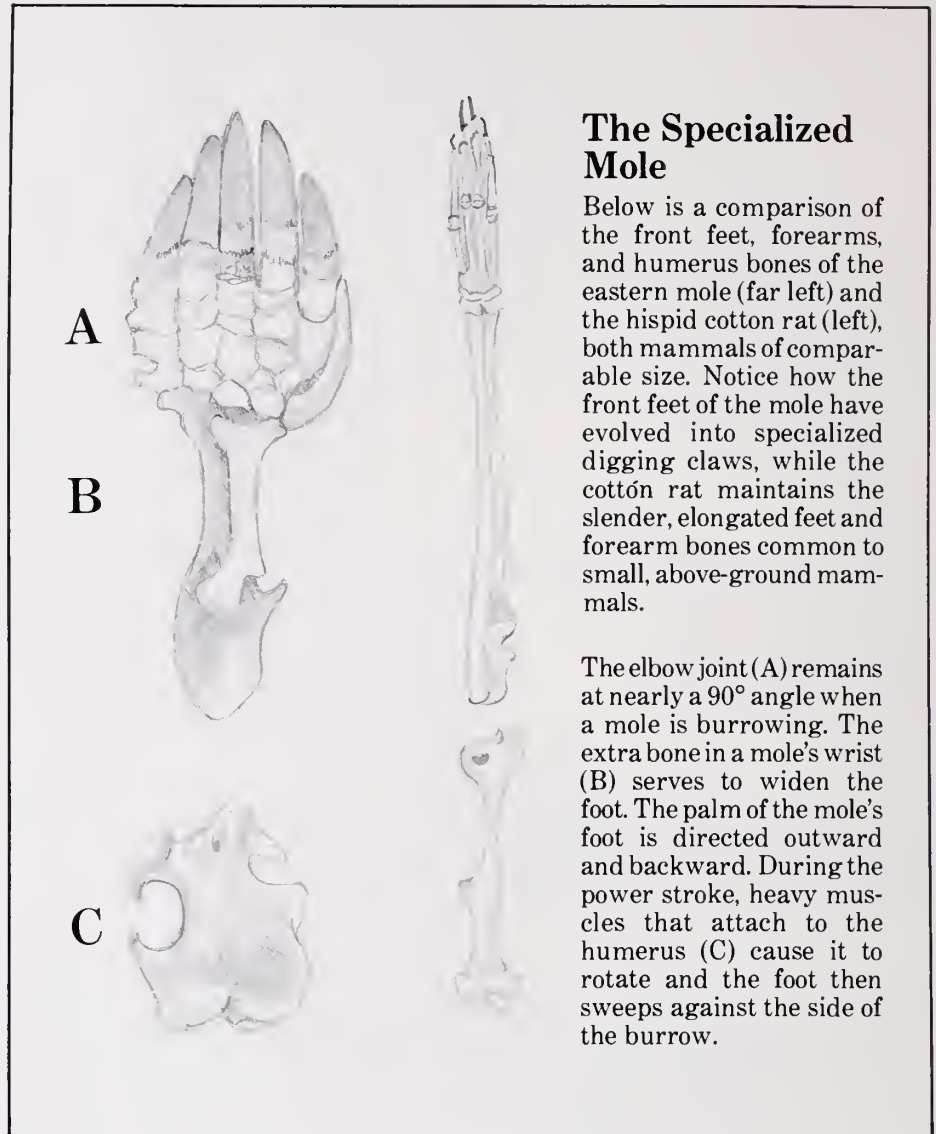 The Specialized
Mole
Below is a comparison of
the front feet, forearms,
and humerus bones of the
eastern mole (far left) and
the hispid cotton rat (left),
both mammals of compar-
able size. Notice how the
front feet of the mole have
evolved into specialized
digging claws, while the
cottón rat maintains the
slender, elongated feet and
forearm bones common to
small, above-ground mam-
mals.
The elbow joint (A) remains
at nearly a 90° angle when
a mole is burrowing. The
extra bone in a mole's wrist
(B) serves to widen the
foot. The palm of the mole's
foot is directed outward
and backward. During the
power stroke, heavy mus-
cles that attach to the
humerus (C) cause it to
rotate and the foot then
sweeps against the side of
the burrow.
A
B
C